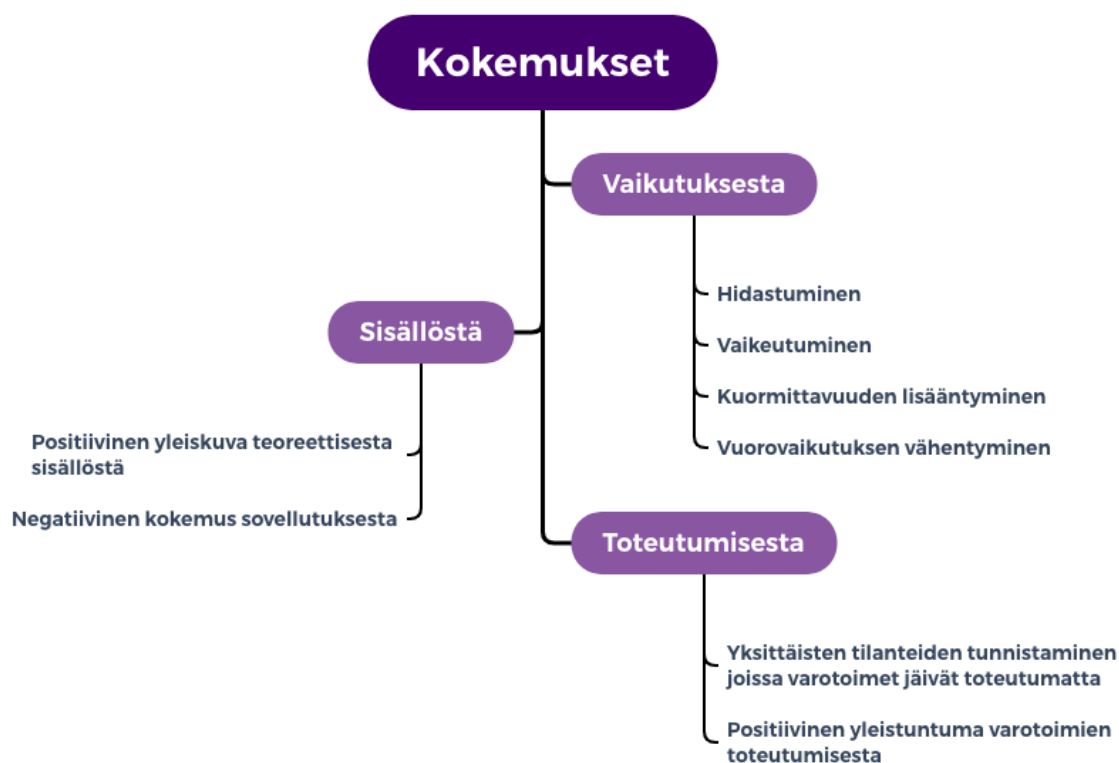 Kokemukset
Vaikutuksesta
Hidastuminen
Vaikeutuminen
Kuormittavuuden lisääntyminen
Vuorovaikutuksen vähentyminen
Sisällöstä
Positiivinen yleiskuva teoreettisesta
sisällöstä
Negatiivinen kokemus sovellutuksesta
Toteutumisesta
Yksittäisten tilanteiden tunnistaminen
joissa varotoimet jäivät toteutumatta
Positiivinen yleistuntuma varotoimien
toteutumisesta